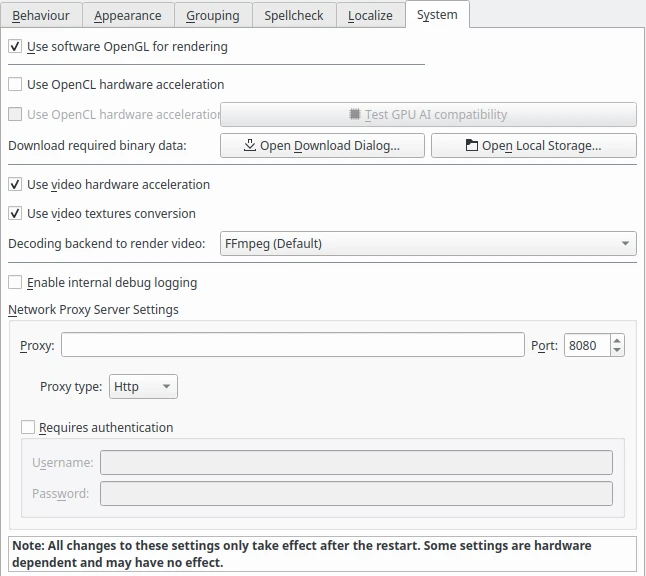 Behaviour Appearance Grouping Spellcheck Localize System
Use software OpenGL for rendering
Use OpenCL hardware acceleration
Use OpenCL hardware acceleration Test GPU AI compatibility
Download required binary data: Open Download Dialog... Open Local Storage...
Use video hardware acceleration
Use video textures conversion
Decoding backend to render video: FFmpeg (Default)
Enable internal debug logging
Network Proxy Server Settings
Proxy: Port: 8080
Proxy type: Http
Requires authentication
Username:
Password:
Note: All changes to these settings only take effect after the restart. Some settings are hardware
dependent and may have no effect.